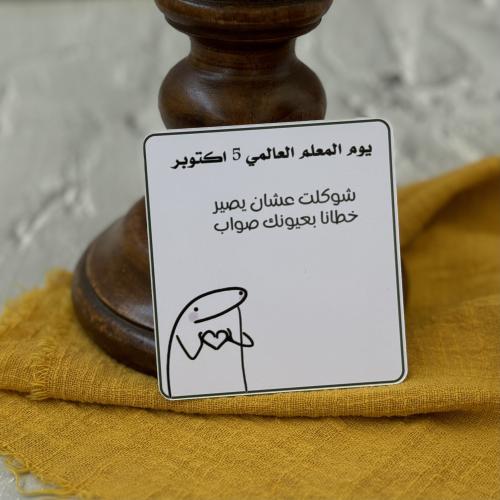 يوم المعلم العالمي 5 اكتوبر
شوكلت عشان يصير
خطانا بعيونك صواب